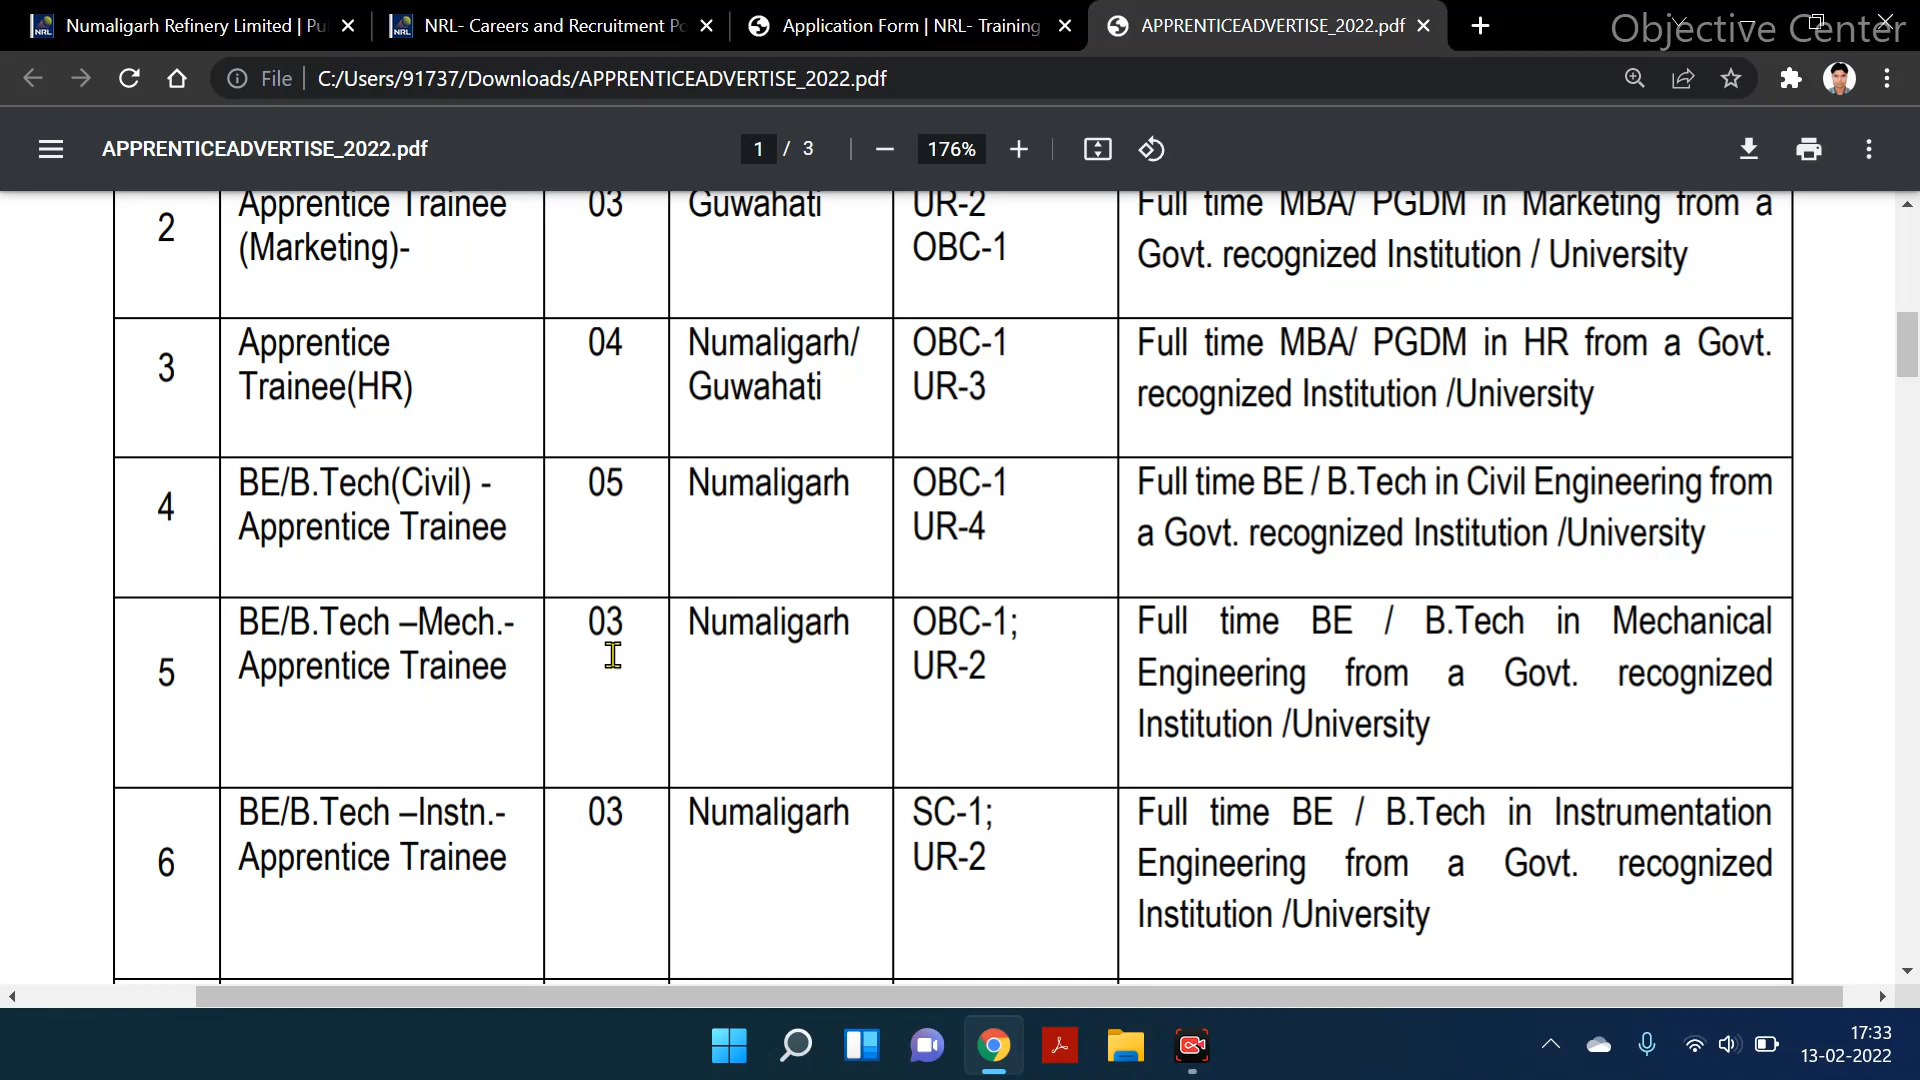 Numaligarh Refinery Limited | Pu
NRL- Careers and Recruitment Po
Application Form | NRL- Training
APPRENTICEADVERTISE_2022.pdf
Objective Center
File
C:/Users/91737/Downloads/APPRENTICEADVERTISE_2022.pdf
APPRENTICEADVERTISE_2022.pdf
1 / 3
176%
2
Apprentice Trainee
(Marketing)-
03
Guwahati
UR-2
OBC-1
Full time MBA/ PGDM in Marketing from a
Govt. recognized Institution / University
3
Apprentice
Trainee(HR)
04
Numaligarh/
Guwahati
OBC-1
UR-3
Full time MBA/ PGDM in HR from a Govt.
recognized Institution /University
4
BE/B.Tech(Civil) -
Apprentice Trainee
05
Numaligarh
OBC-1
UR-4
Full time BE / B.Tech in Civil Engineering from
a Govt. recognized Institution /University
5
BE/B.Tech –Mech.-
Apprentice Trainee
03
Numaligarh
OBC-1;
UR-2
Full time BE / B.Tech in Mechanical
Engineering from a Govt. recognized
Institution /University
6
BE/B.Tech –Instn.-
Apprentice Trainee
03
Numaligarh
SC-1;
UR-2
Full time BE / B.Tech in Instrumentation
Engineering from a Govt. recognized
Institution /University
17:33
13-02-2022